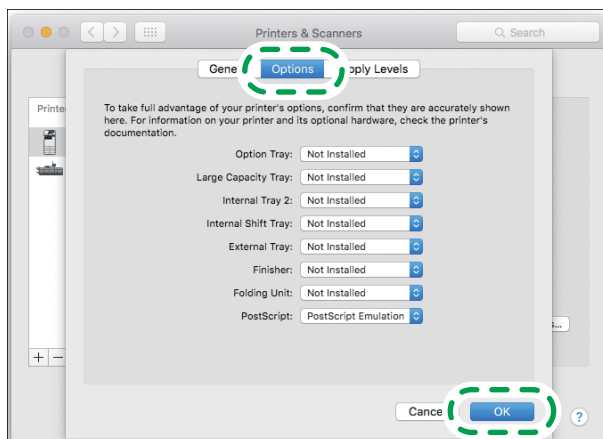 Printers & Scanners
Search
Gene Options pply Levels
Printe
To take full advantage of your printer's options, confirm that they are accurately shown
here. For information on your printer and its optional hardware, check the printer's
documentation.
Option Tray: Not Installed
Large Capacity Tray: Not Installed
Internal Tray 2: Not Installed
Internal Shift Tray: Not Installed
External Tray: Not Installed
Finisher: Not Installed
Folding Unit: Not Installed
PostScript: PostScript Emulation
s...
+ −
Cance OK
?